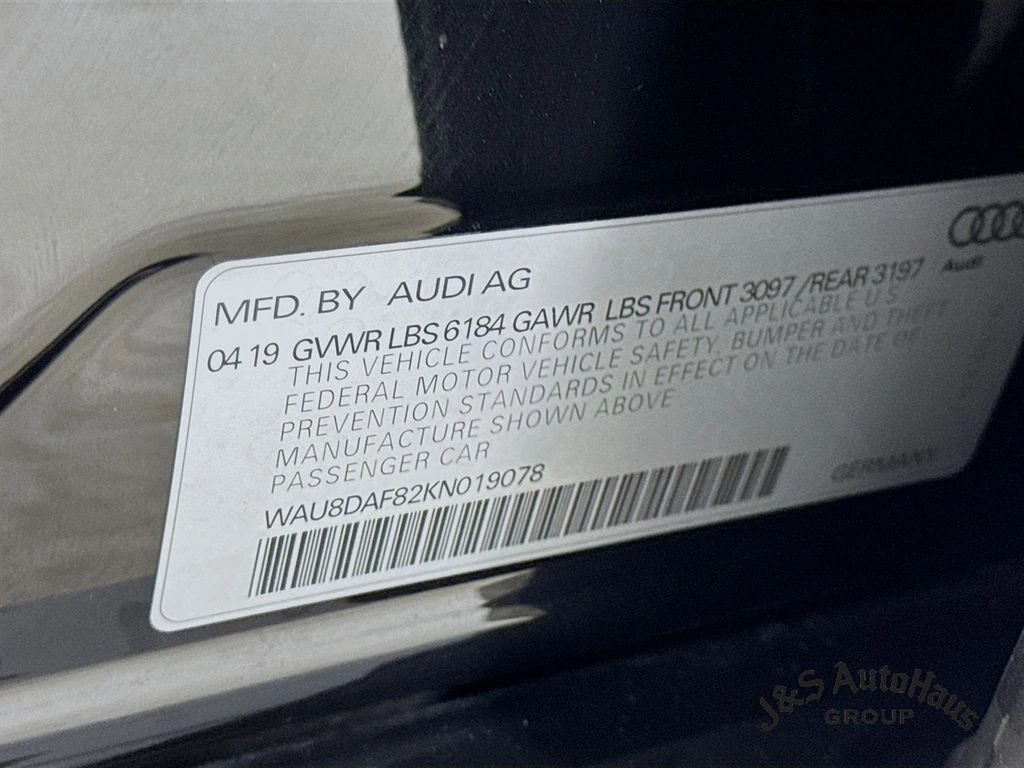 Audi
MFD. BY AUDI AG
04 19 GVWR LBS 6184 GAWR LBS FRONT 3097 /REAR 3197
THIS VEHICLE CONFORMS TO ALL APPLICABLE U.S.
FEDERAL MOTOR VEHICLE SAFETY, BUMPER AND THEFT
PREVENTION STANDARDS IN EFFECT ON THE DATE OF
MANUFACTURE SHOWN ABOVE
PASSENGER CAR
WAU8DAF82KN019078
GERMANY
J&S AutoHaus
GROUP